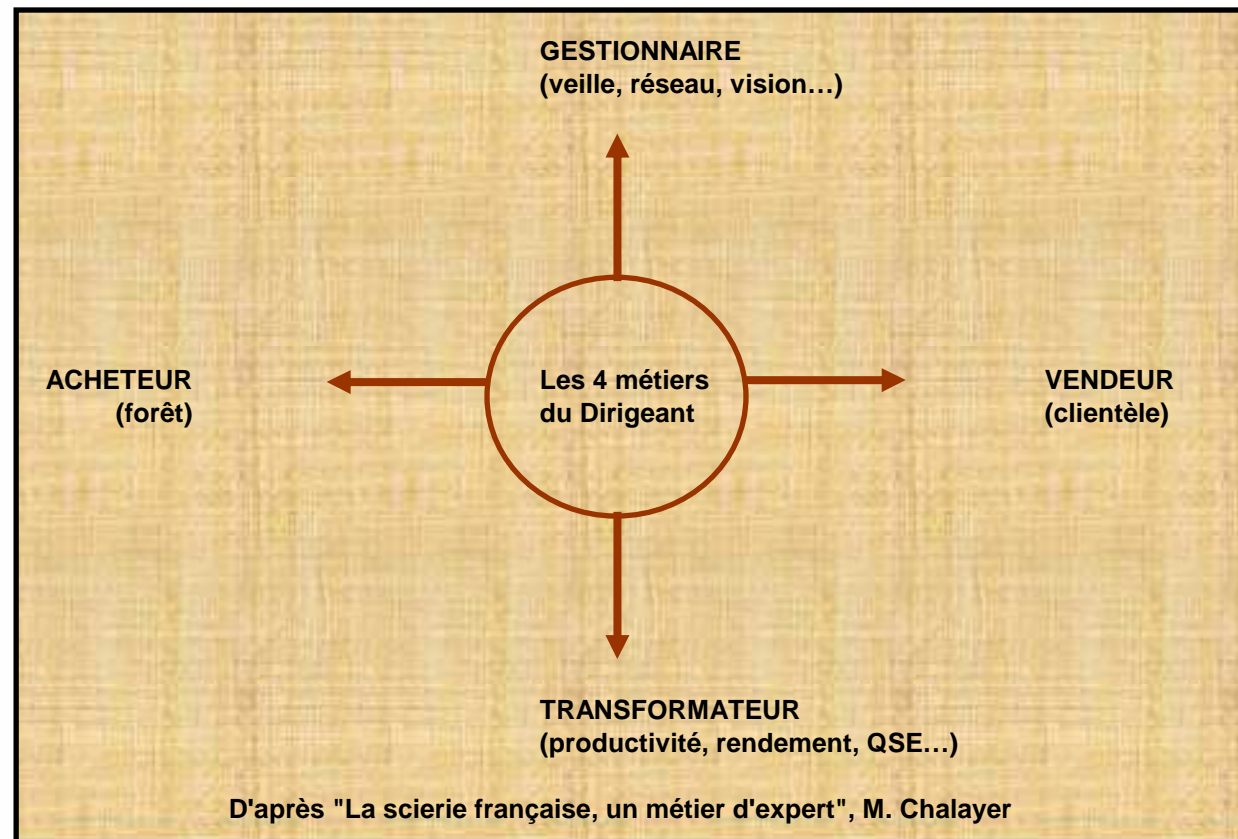 GESTIONNAIRE
(veille, réseau, vision…)
ACHETEUR
(forêt)
Les 4 métiers
du Dirigeant
VENDEUR
(clientèle)
TRANSFORMATEUR
(productivité, rendement, QSE…)
D'après "La scierie française, un métier d'expert", M. Chalayer